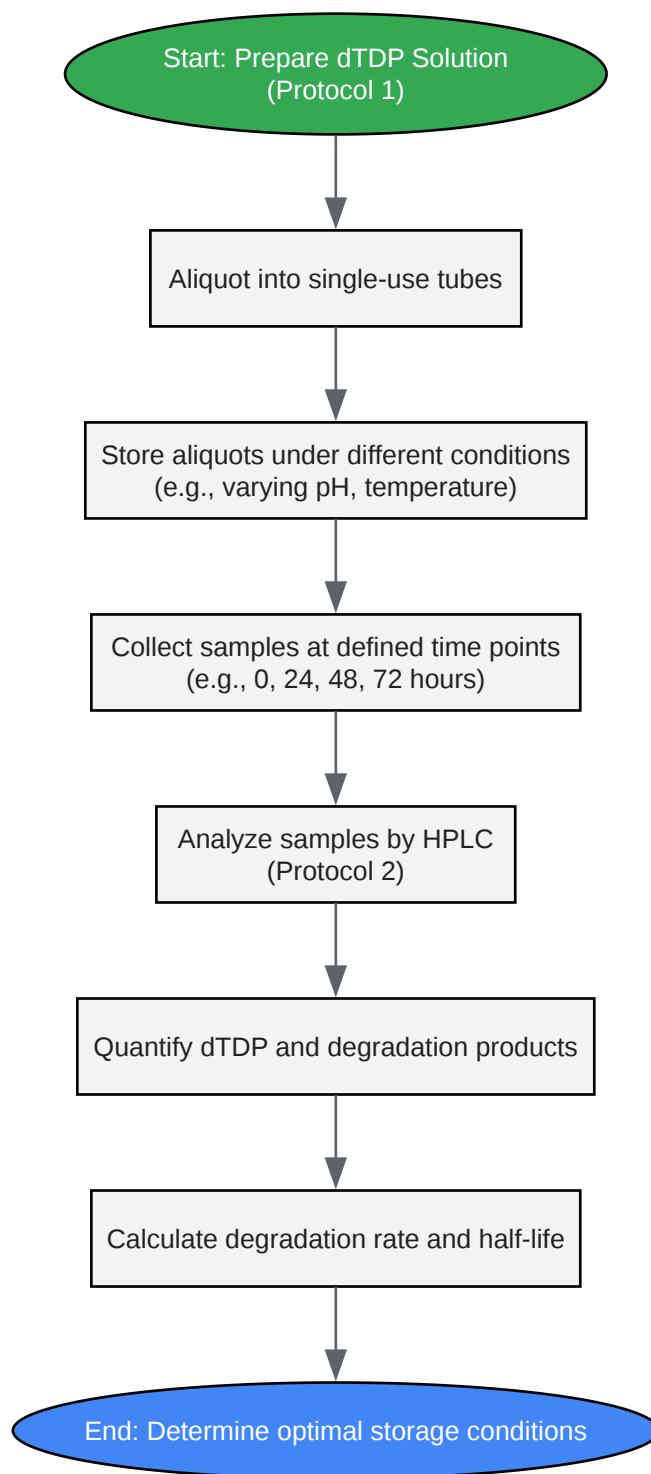 Start: Prepare dTDP Solution
(Protocol 1)
Aliquot into single-use tubes
Store aliquots under different conditions
(e.g., varying pH, temperature)
Collect samples at defined time points
(e.g., 0, 24, 48, 72 hours)
Analyze samples by HPLC
(Protocol 2)
Quantify dTDP and degradation products
Calculate degradation rate and half-life
End: Determine optimal storage conditions